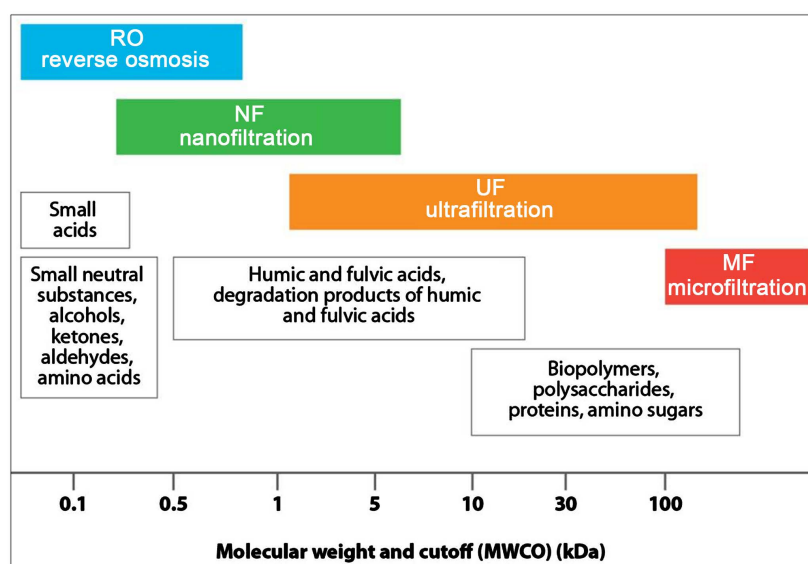 RO
reverse osmosis
NF
nanofiltration
UF
ultrafiltration
Small
acids
MF
microfiltration
Small neutral
substances,
alcohols,
ketones,
aldehydes,
amino acids
Humic and fulvic acids,
degradation products of humic
and fulvic acids
Biopolymers,
polysaccharides,
proteins, amino sugars
0.1 0.5 1 5 10 30 100
Molecular weight and cutoff (MWCO) (kDa)